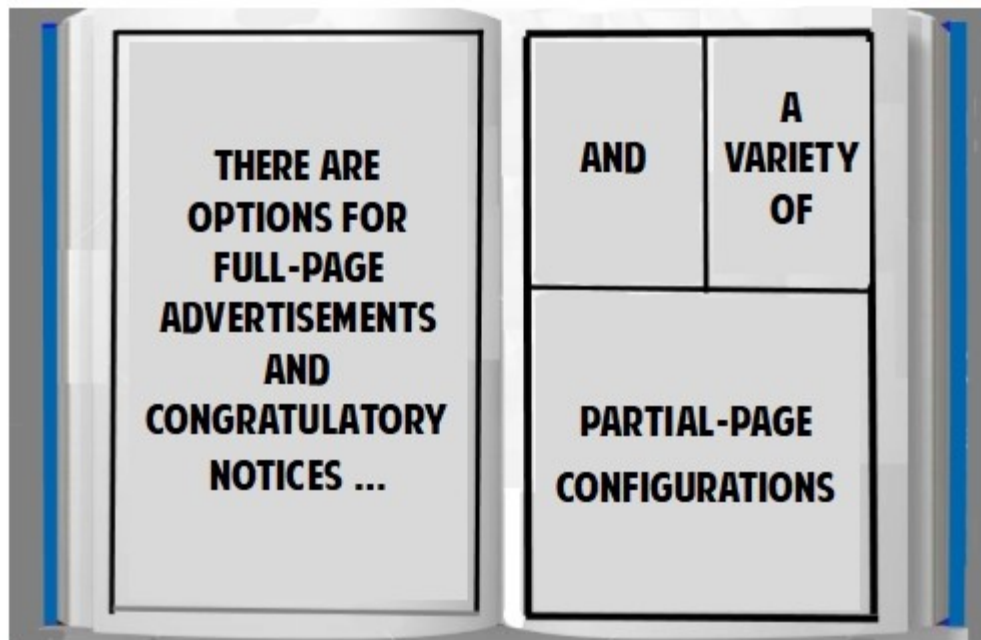 THERE ARE
OPTIONS FOR
FULL-PAGE
ADVERTISEMENTS
AND
CONGRATULATORY
NOTICES ...
AND
A
VARIETY
OF
PARTIAL-PAGE
CONFIGURATIONS